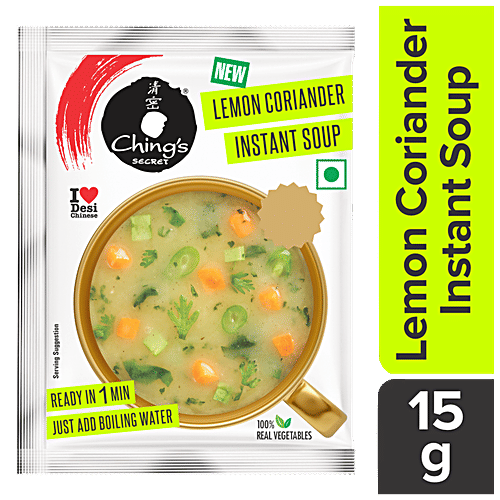 清
窓
Ching's
SECRET
NEW
LEMON CORIANDER
INSTANT SOUP
I ♥
Desi
Chinese
Serving Suggestion
READY IN 1 MIN
JUST ADD BOILING WATER
100%
REAL VEGETABLES
Lemon Coriander
Instant Soup
15
g